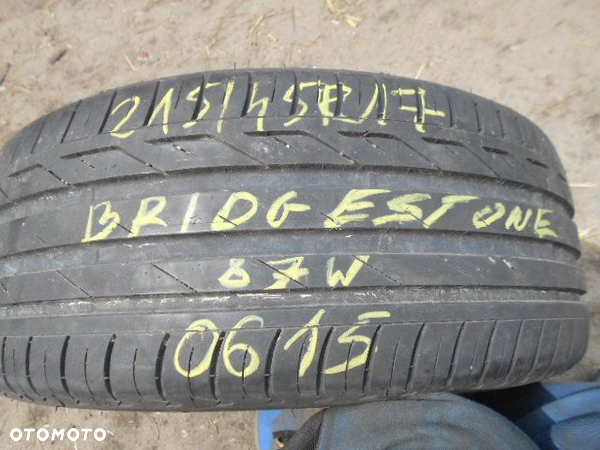 215/45R17
BRIDGESTONE
87W
0615
OTOMOTO